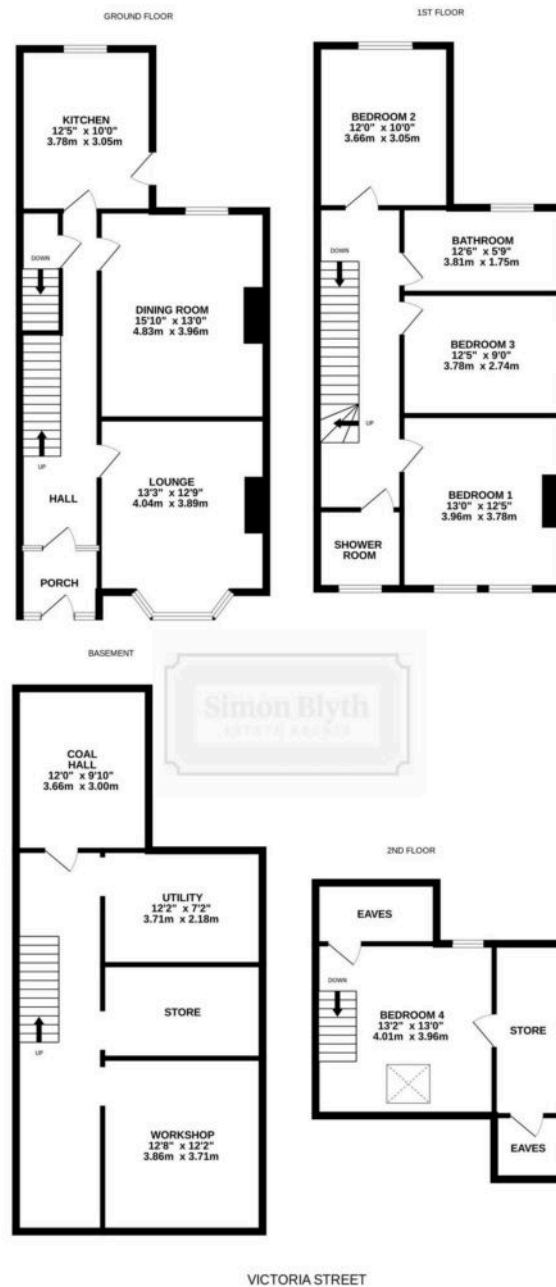 GROUND FLOOR
KITCHEN
12'5" x 10'0"
3.78m x 3.05m
DOWN
DINING ROOM
15'10" x 13'0"
4.83m x 3.96m
UP
HALL
LOUNGE
13'3" x 12'9"
4.04m x 3.89m
PORCH
1ST FLOOR
BEDROOM 2
12'0" x 10'0"
3.66m x 3.05m
DOWN
BATHROOM
12'6" x 5'9"
3.81m x 1.75m
BEDROOM 3
12'5" x 9'0"
3.78m x 2.74m
UP
BEDROOM 1
13'0" x 12'5"
3.96m x 3.78m
SHOWER
ROOM
BASEMENT
Simon Blyth
ESTATE AGENTS
COAL
HALL
12'0" x 9'10"
3.66m x 3.00m
UTILITY
12'2" x 7'2"
3.71m x 2.18m
STORE
UP
WORKSHOP
12'8" x 12'2"
3.86m x 3.71m
2ND FLOOR
EAVES
DOWN
BEDROOM 4
13'2" x 13'0"
4.01m x 3.96m
STORE
EAVES
VICTORIA STREET